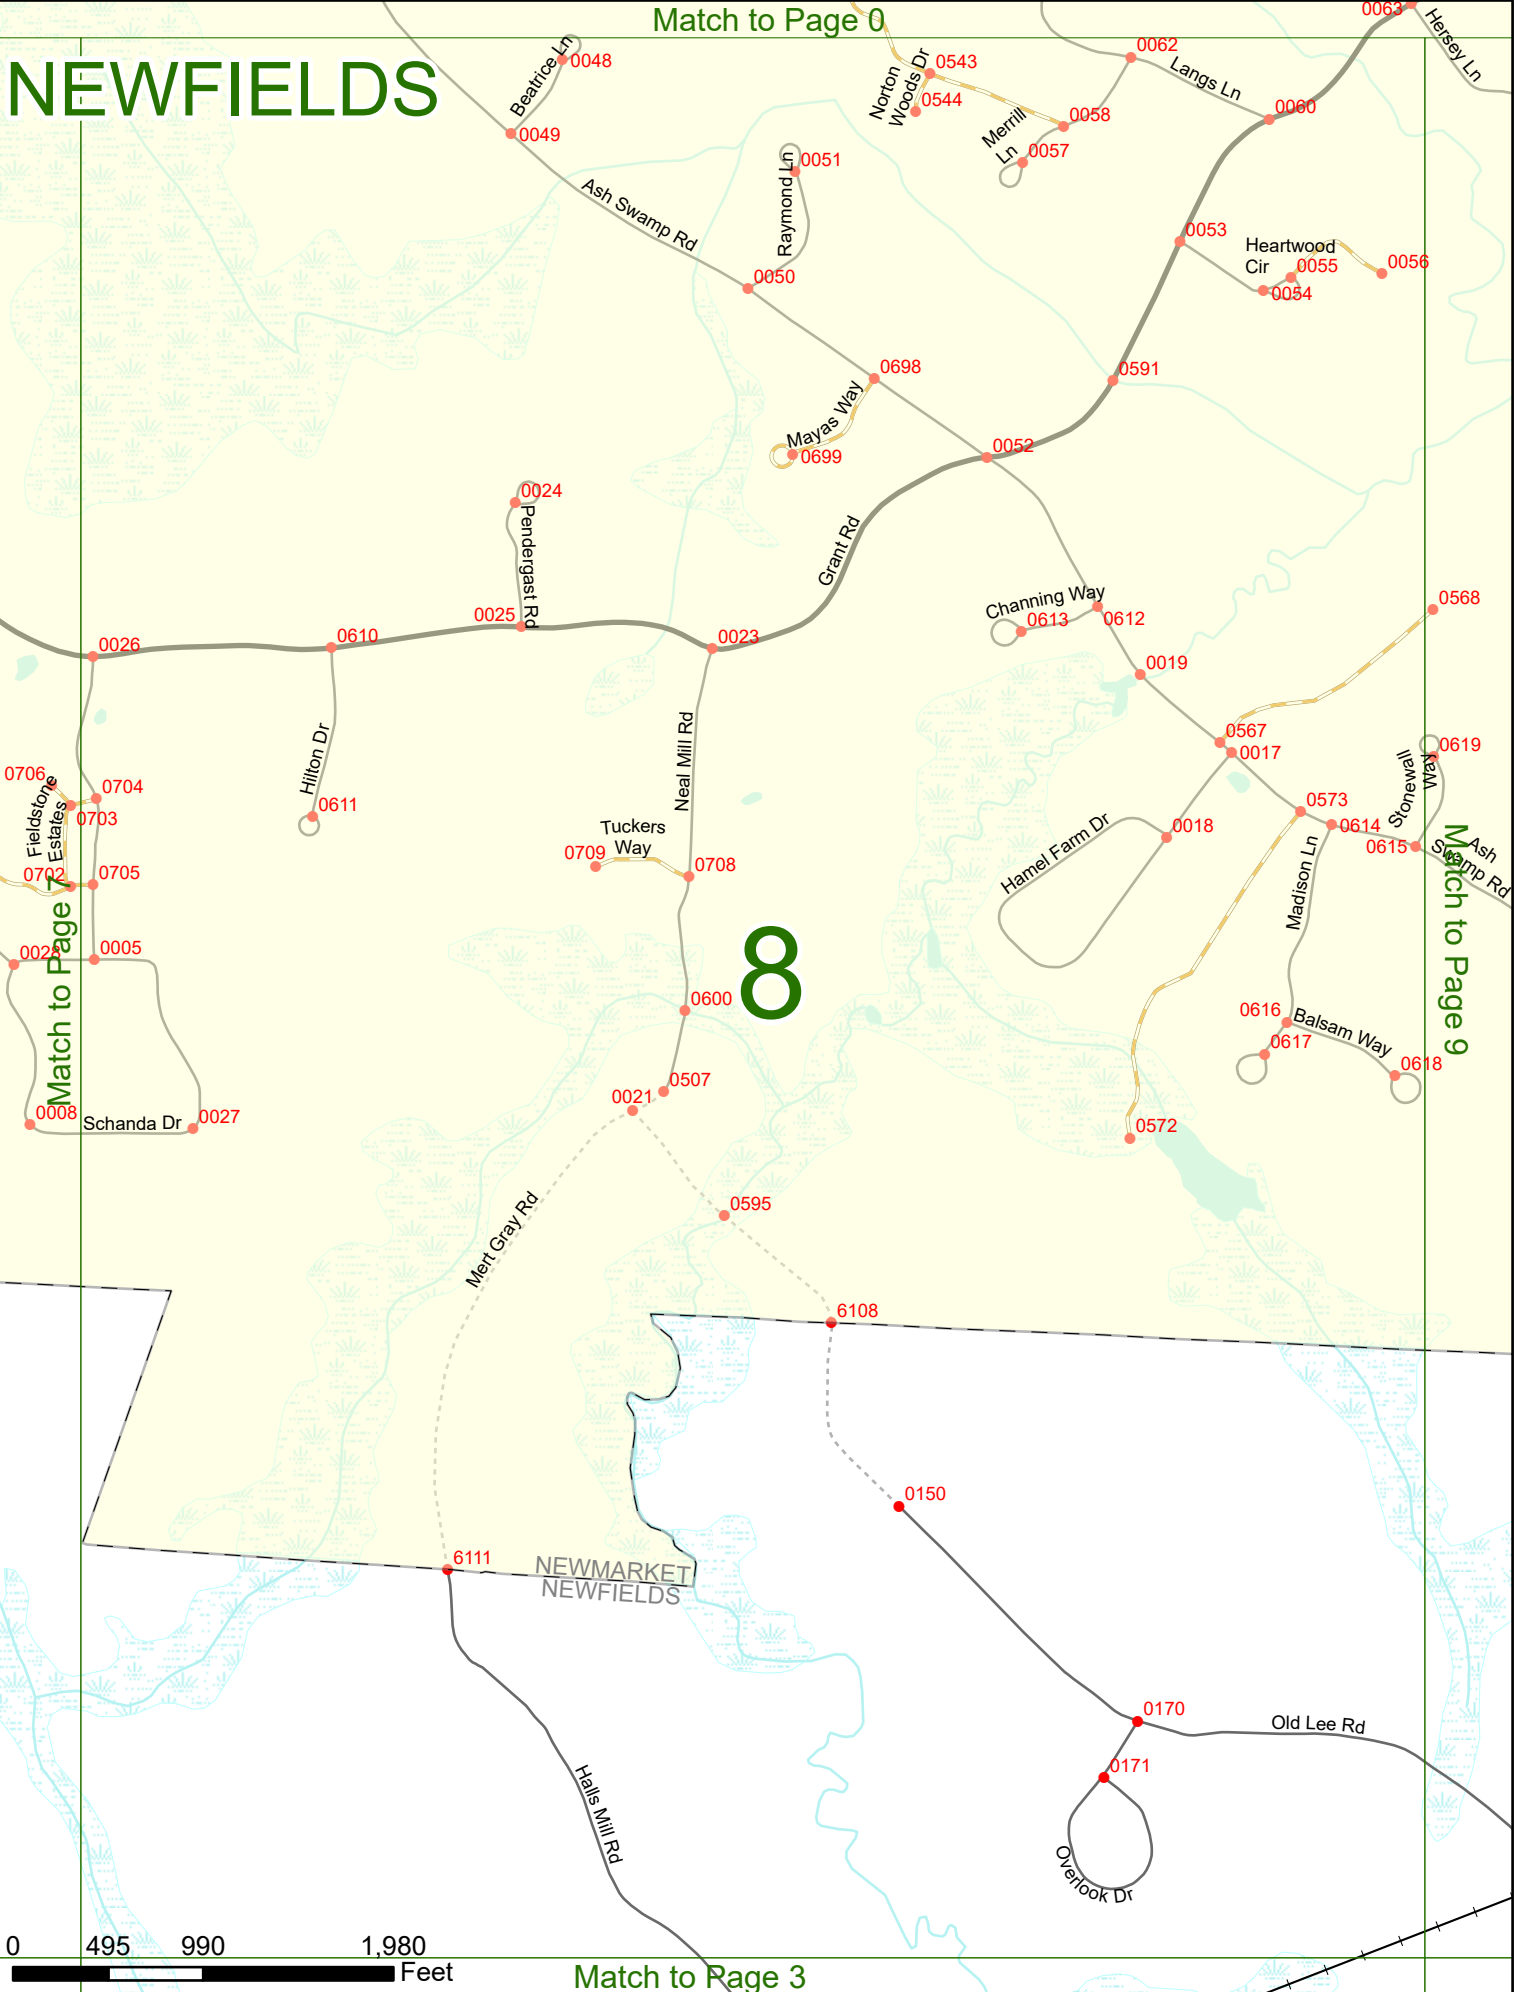 Match to Page 0
NEWFIELDS
0063
Hersey Ln
Beatrice Ln
0048
0049
Norton
Woods Dr
0543
0544
0062
Langs Ln
0060
Merrill
Ln
0058
0057
Raymond Ln
0051
Ash Swamp Rd
0050
0053
Heartwood
Cir
0055
0054
0056
0698
0591
Mayas Way
0699
0052
0024
Pendergast Rd
Grant Rd
0025
0026
0610
0023
Channing Way
0613
0612
0568
0019
0567
0017
Hilton Dr
0611
Neal Mill Rd
0706
0704
0703
Fieldstone
Estates
0702
0705
0028
0005
Match to Page 7
Tuckers
Way
0709
0708
Hamel Farm Dr
0018
0573
0614
0615
0619
Stonewall
Way
Ash
Swamp Rd
Madison Ln
Match to Page 9
8
0600
0616
Balsam Way
0617
0618
0507
0021
0008
Schanda Dr
0027
0572
0595
Mert Gray Rd
6108
0150
6111
NEWMARKET
NEWFIELDS
0170
Old Lee Rd
0171
Overlook Dr
Halls Mill Rd
0 495 990 1,980
Feet
Match to Page 3